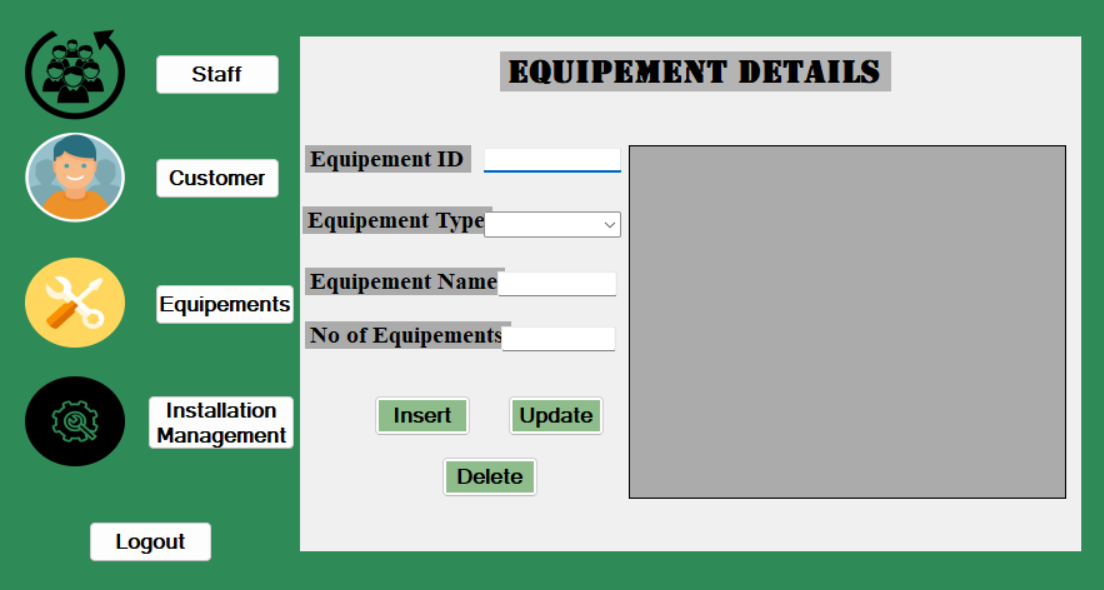 Staff
Customer
Equipements
Installation
Management
Logout
EQUIPEMENT DETAILS
Equipement ID
Equipement Type
Equipement Name
No of Equipements
Insert
Update
Delete